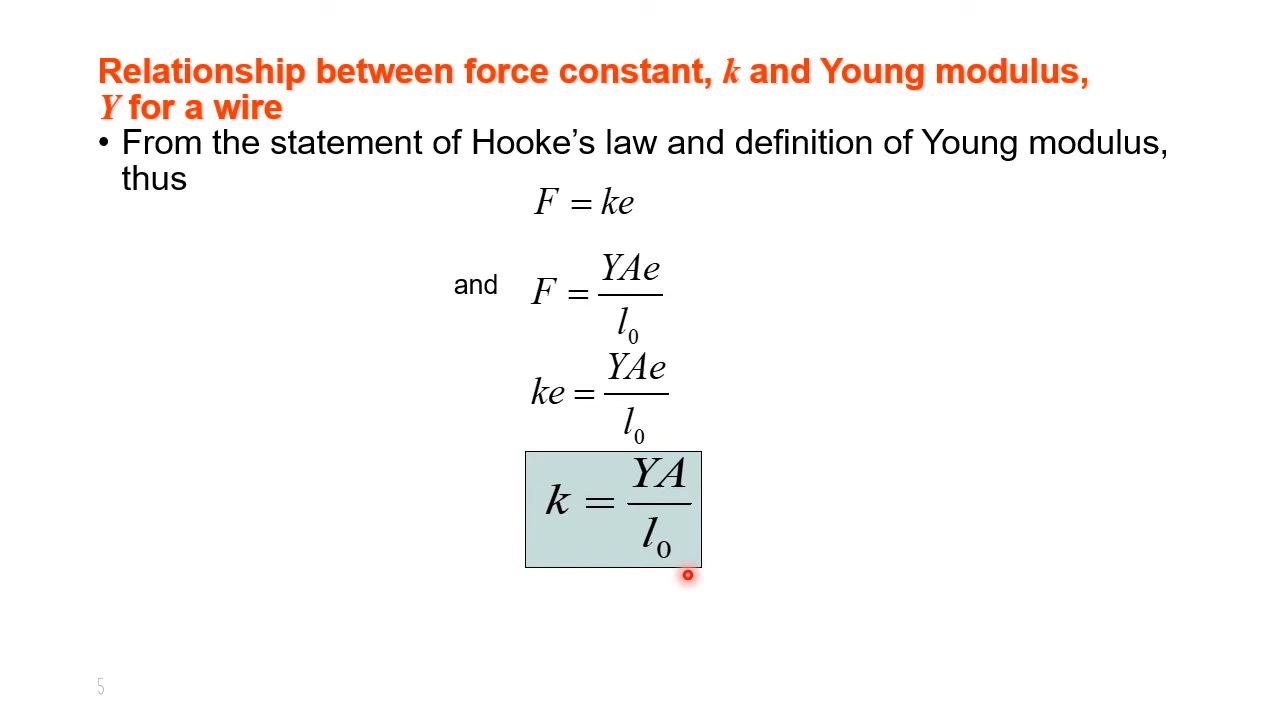 Relationship between force constant, k and Young modulus,
Y for a wire
• From the statement of Hooke’s law and definition of Young modulus,
thus
F = ke
and F = YAe / l₀
ke = YAe / l₀
k = YA / l₀
5